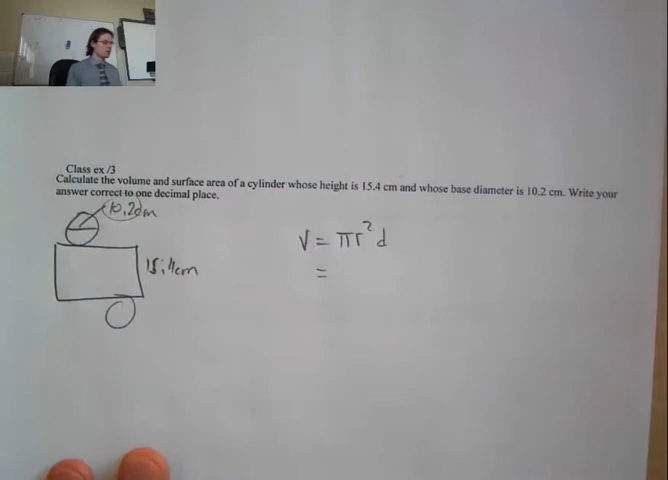 Class ex /3
Calculate the volume and surface area of a cylinder whose height is 15.4 cm and whose base diameter is 10.2 cm. Write your
answer correct to one decimal place.
10.2cm
V = πr²d
15.4cm
=